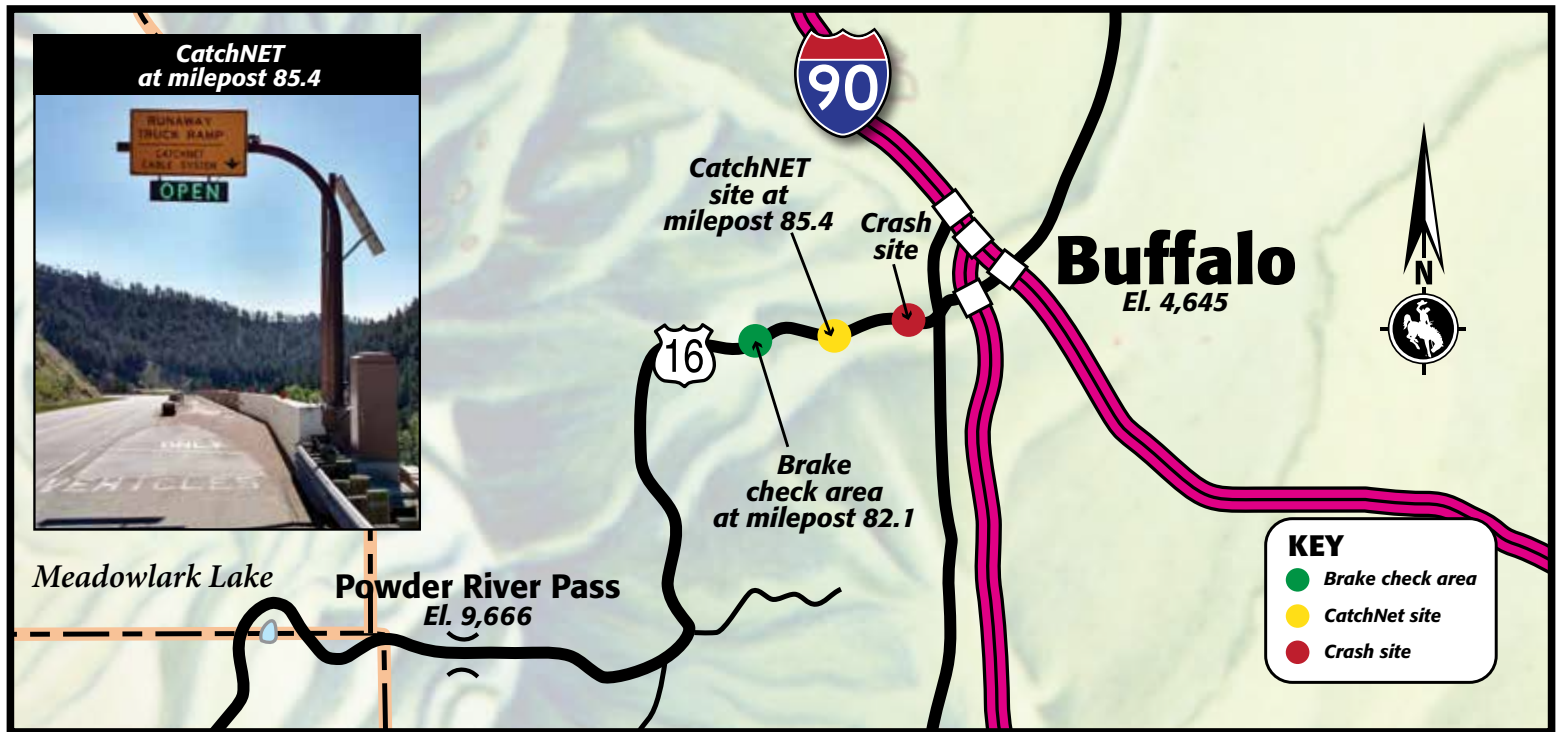 CatchNET
at milepost 85.4
RUNAWAY
TRUCK RAMP
CATCHNET
CABLE SYSTEM
OPEN
ONLY
VEHICLES
90
CatchNET
site at
milepost 85.4
Crash
site
Buffalo
El. 4,645
N
16
Brake
check area
at milepost 82.1
Meadowlark Lake
Powder River Pass
El. 9,666
KEY
Brake check area
CatchNet site
Crash site